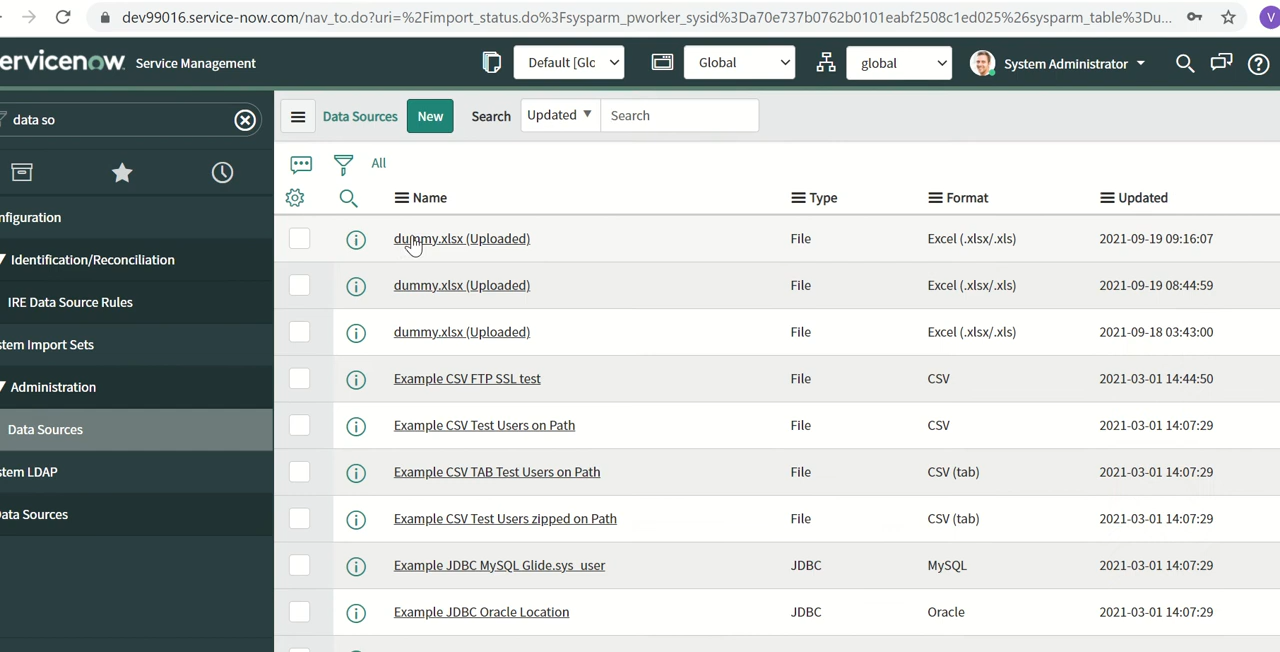 dev99016.service-now.com/nav_to.do?uri=%2Fimport_status.do%3Fsysparm_pworker_sysid%3Da70e737b0762b0101eabf2508c1ed025%26sysparm_table%3Du...
V
ervicenow. Service Management
Default [Glc
Global
global
System Administrator
data so
Data Sources New Search Updated Search
All
Name Type Format Updated
nfiguration
Identification/Reconciliation
IRE Data Source Rules
stem Import Sets
Administration
Data Sources
stem LDAP
ata Sources
dummy.xlsx (Uploaded) File Excel (.xlsx/.xls) 2021-09-19 09:16:07
dummy.xlsx (Uploaded) File Excel (.xlsx/.xls) 2021-09-19 08:44:59
dummy.xlsx (Uploaded) File Excel (.xlsx/.xls) 2021-09-18 03:43:00
Example CSV FTP SSL test File CSV 2021-03-01 14:44:50
Example CSV Test Users on Path File CSV 2021-03-01 14:07:29
Example CSV TAB Test Users on Path File CSV (tab) 2021-03-01 14:07:29
Example CSV Test Users zipped on Path File CSV (tab) 2021-03-01 14:07:29
Example JDBC MySQL Glide.sys_user JDBC MySQL 2021-03-01 14:07:29
Example JDBC Oracle Location JDBC Oracle 2021-03-01 14:07:29